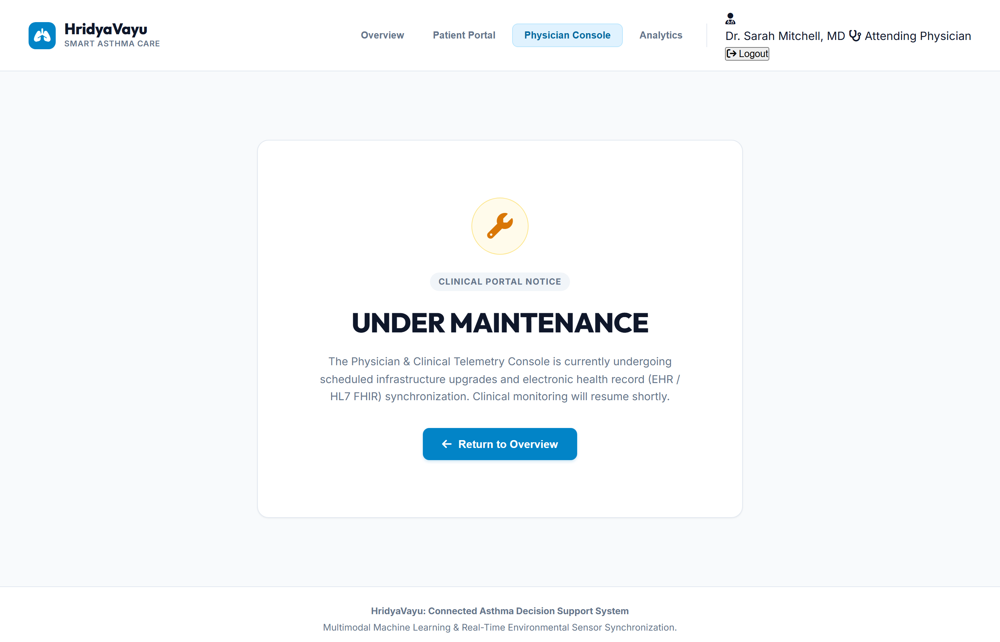 HridyaVayu
SMART ASTHMA CARE
Overview
Patient Portal
Physician Console
Analytics
Dr. Sarah Mitchell, MD Attending Physician
Logout
CLINICAL PORTAL NOTICE
UNDER MAINTENANCE
The Physician & Clinical Telemetry Console is currently undergoing
scheduled infrastructure upgrades and electronic health record (EHR /
HL7 FHIR) synchronization. Clinical monitoring will resume shortly.
Return to Overview
HridyaVayu: Connected Asthma Decision Support System
Multimodal Machine Learning & Real-Time Environmental Sensor Synchronization.